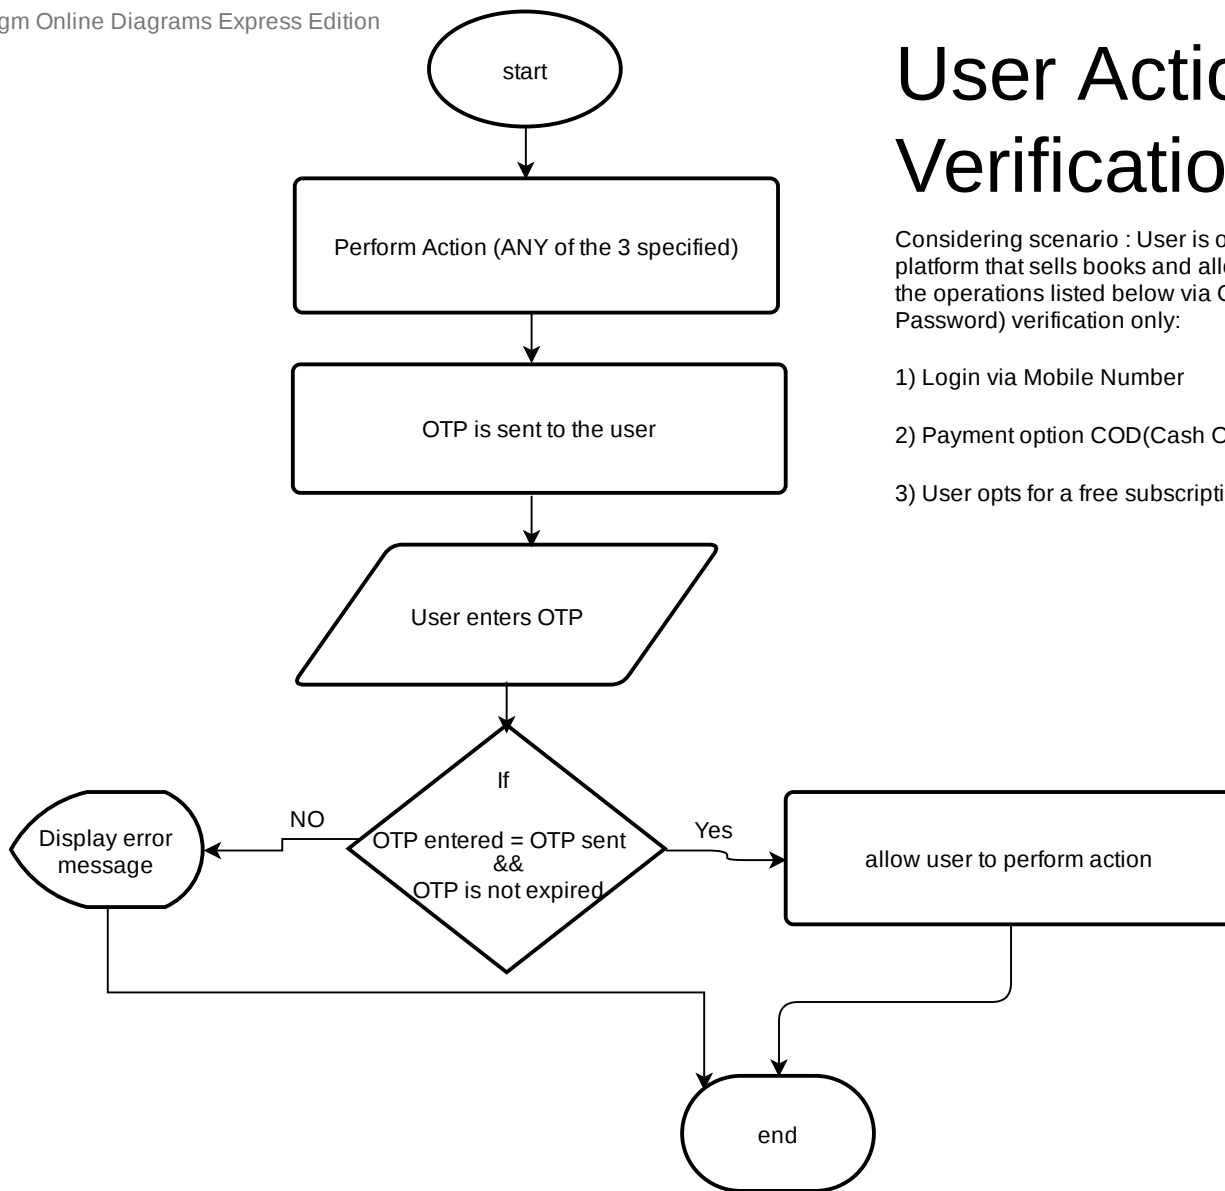 gm Online Diagrams Express Edition
start
User Actio
Verificatio
Considering scenario : User is o
platform that sells books and all
the operations listed below via
Password) verification only:
1) Login via Mobile Number
2) Payment option COD(Cash
3) User opts for a free subscripti
Perform Action (ANY of the 3 specified)
OTP is sent to the user
User enters OTP
If
OTP entered = OTP sent
&&
OTP is not expired
NO
Yes
Display error
message
allow user to perform action
end